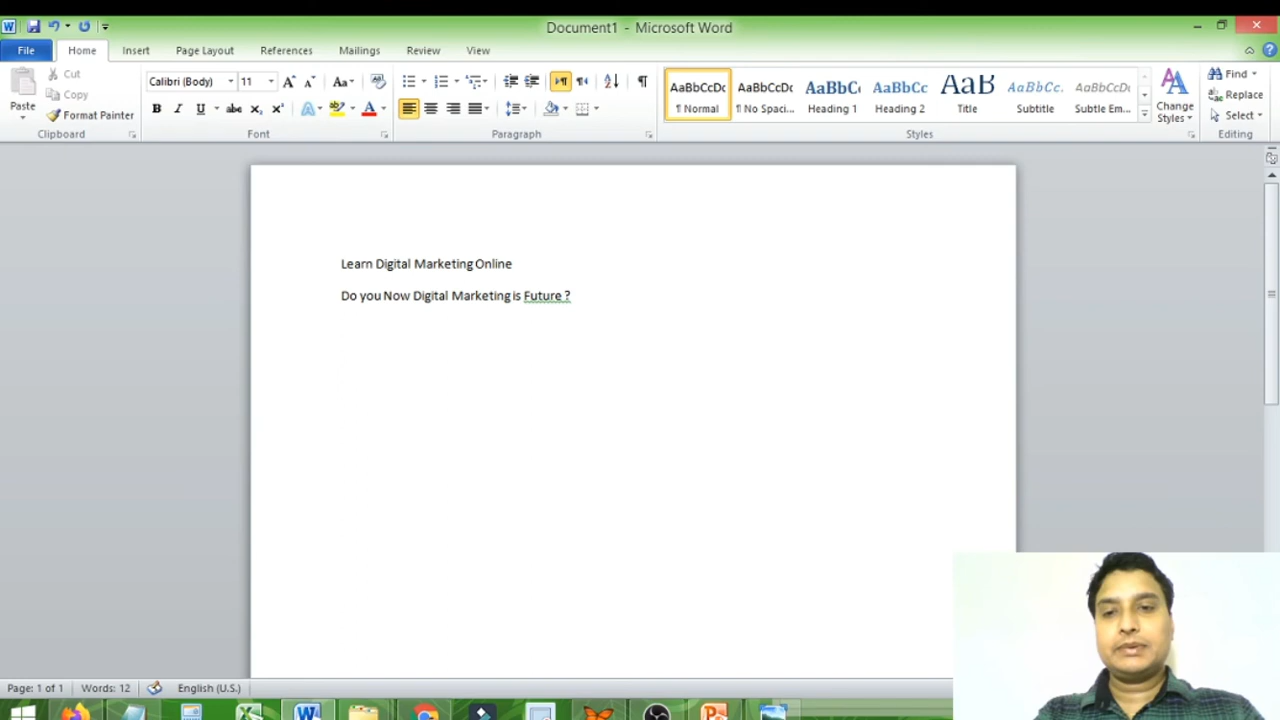 Document1 - Microsoft Word
File Home Insert Page Layout References Mailings Review View
Cut
Copy
Format Painter
Paste
Calibri (Body) 11
AaBbCcDc AaBbCcDc AaBbC AaBbCc AaB AaBbCc. AaBbCcDc
¶ Normal ¶ No Spaci... Heading 1 Heading 2 Title Subtitle Subtle Em...
Change
Styles
Find
Replace
Select
Clipboard Font Paragraph Styles Editing
Learn Digital Marketing Online
Do you Now Digital Marketing is Future ?
Page: 1 of 1 Words: 12 English (U.S.)